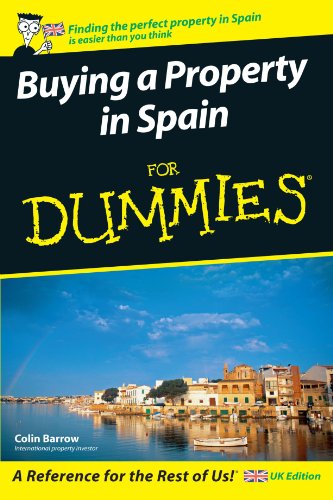 Finding the perfect property in Spain
is easier than you think
Buying a Property
in Spain
FOR
DUMMIES®
Colin Barrow
International property investor
A Reference for the Rest of Us!® UK Edition